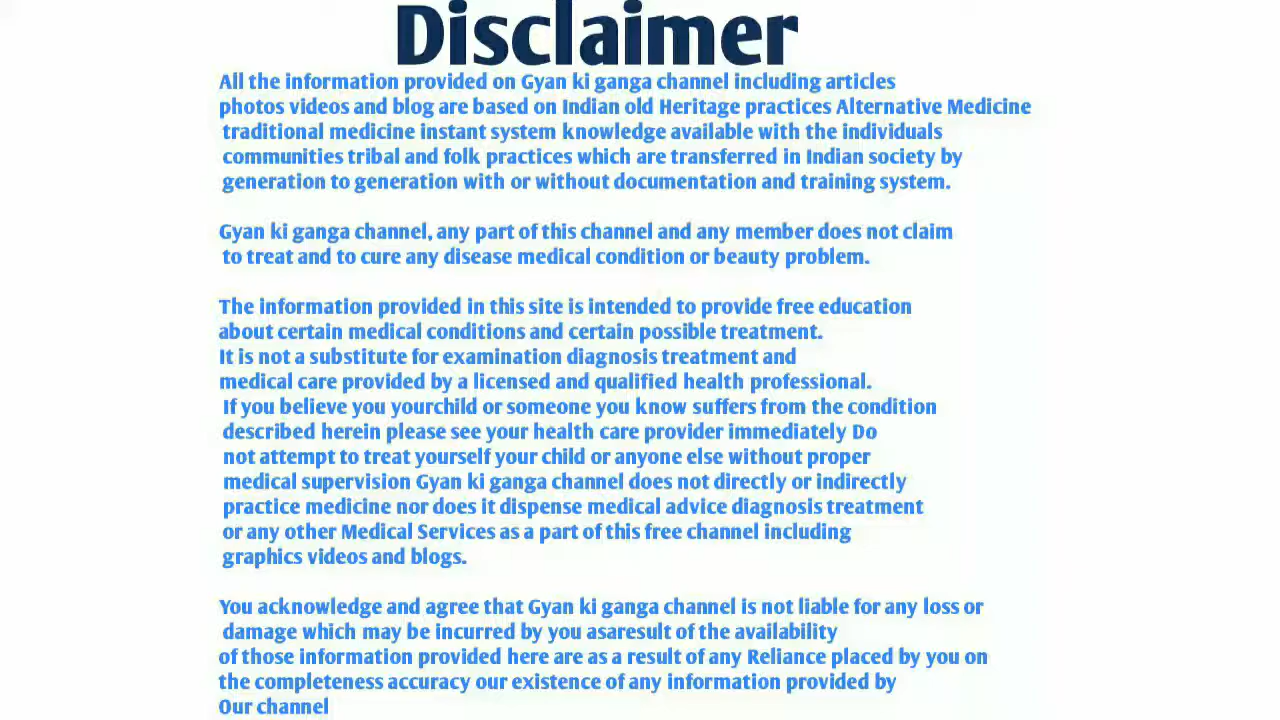 Disclaimer
All the information provided on Gyan ki ganga channel including articles
photos videos and blog are based on Indian old Heritage practices Alternative Medicine
traditional medicine instant system knowledge available with the individuals
communities tribal and folk practices which are transferred in Indian society by
generation to generation with or without documentation and training system.
Gyan ki ganga channel, any part of this channel and any member does not claim
to treat and to cure any disease medical condition or beauty problem.
The information provided in this site is intended to provide free education
about certain medical conditions and certain possible treatment.
It is not a substitute for examination diagnosis treatment and
medical care provided by a licensed and qualified health professional.
If you believe you yourchild or someone you know suffers from the condition
described herein please see your health care provider immediately Do
not attempt to treat yourself your child or anyone else without proper
medical supervision Gyan ki ganga channel does not directly or indirectly
practice medicine nor does it dispense medical advice diagnosis treatment
or any other Medical Services as a part of this free channel including
graphics videos and blogs.
You acknowledge and agree that Gyan ki ganga channel is not liable for any loss or
damage which may be incurred by you asaresult of the availability
of those information provided here are as a result of any Reliance placed by you on
the completeness accuracy our existence of any information provided by
Our channel